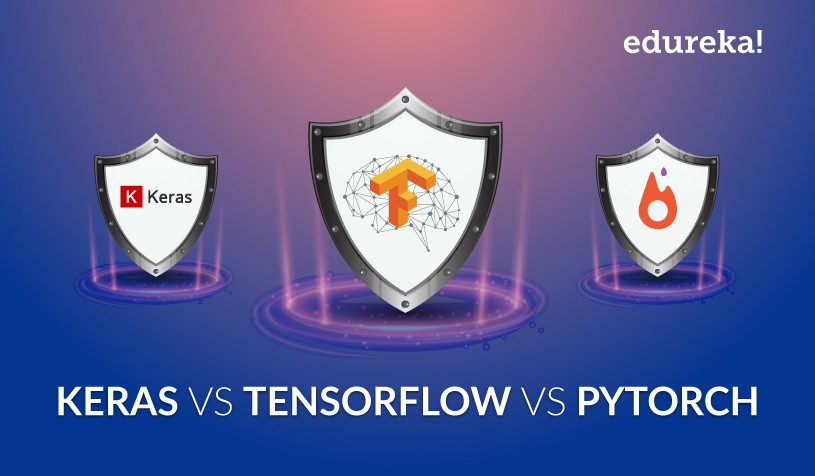 edureka!
K Keras
KERAS VS TENSORFLOW VS PYTORCH